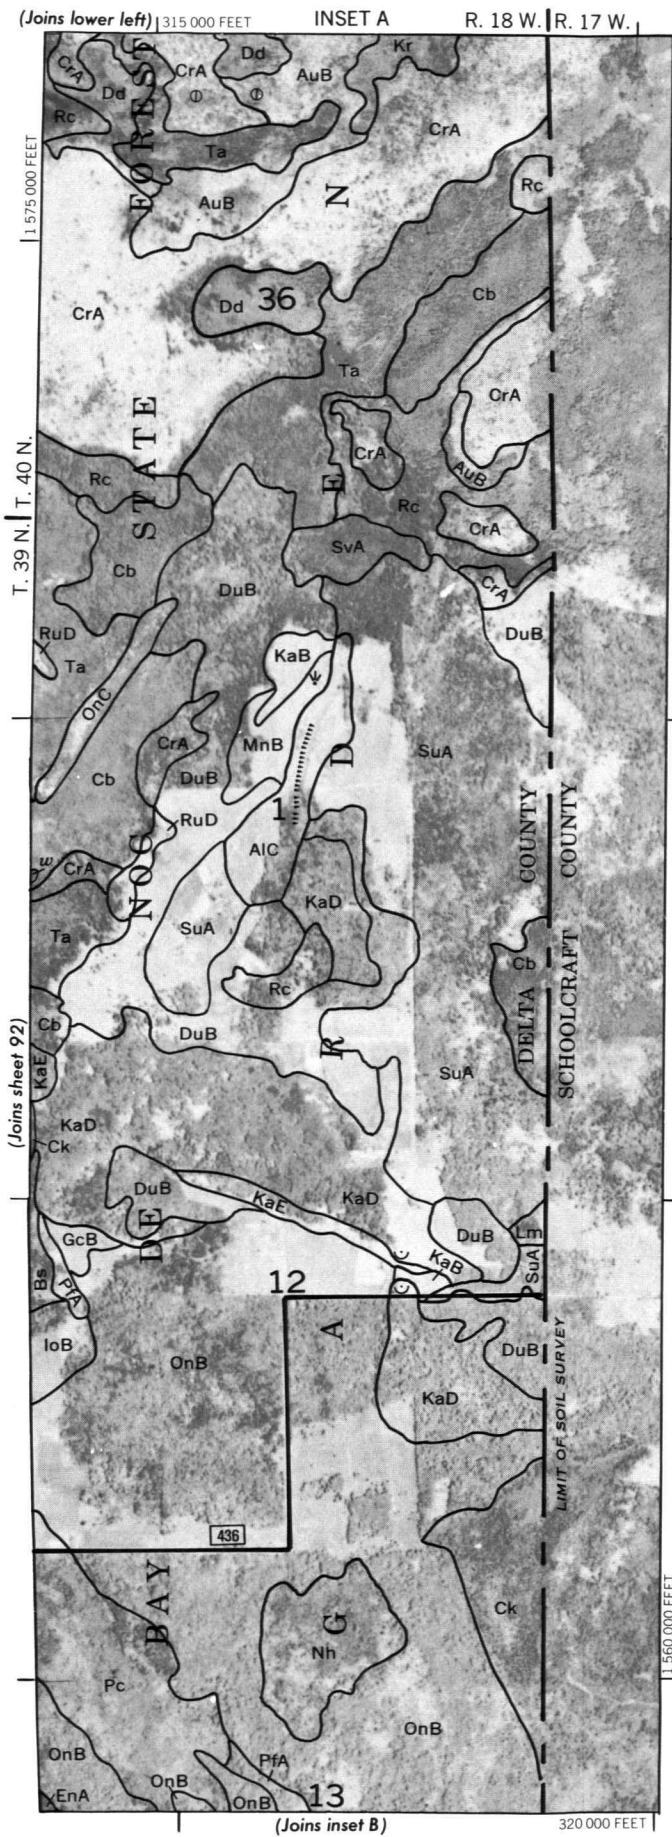 (Joins lower left) 315 000 FEET INSET A R. 18 W. R. 17 W.
CrA Dd CrA Dd AuB Kr
Rc Ta CrA
FOREST
AuB N Rc
1 575 000 FEET
CrA Dd 36 Cb
Ta
CrA
STATE
CrA
Rc E AuB
T. 39 N. T. 40 N.
Rc CrA
SvA
Cb CrA
DuB DuB
RuD
Ta KaB
OnC
CrA MnB D SuA
Cb DuB
RuD 1
COUNTY COUNTY
AlC
w CrA NOC
KaD
Ta SuA
Cb
Rc
DELTA SCHOOLCRAFT
Cb DuB R
KaE SuA
(Joins sheet 92)
KaD
Ck
DuB KaE KaD
GcB DE DuB Lm
KaB SuA
Bs PfA 12
A
IoB DuB
OnB
KaD
LIMIT OF SOIL SURVEY
436
BAY
G Ck
Nh
1 560 000 FEET
Pc
OnB
OnB PfA
EnA OnB OnB 13
(Joins inset B) 320 000 FEET